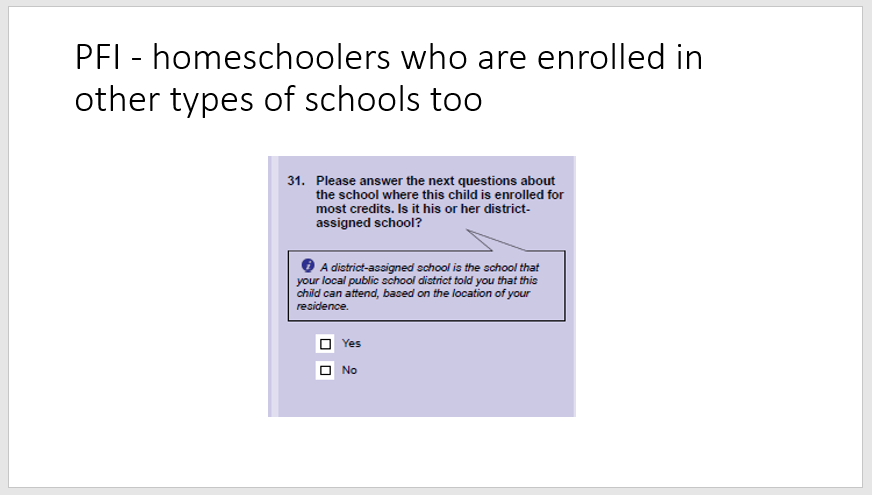 PFI - homeschoolers who are enrolled in
other types of schools too
31. Please answer the next questions about
the school where this child is enrolled for
most credits. Is it his or her district-
assigned school?
i A district-assigned school is the school that
your local public school district told you that this
child can attend, based on the location of your
residence.
Yes
No